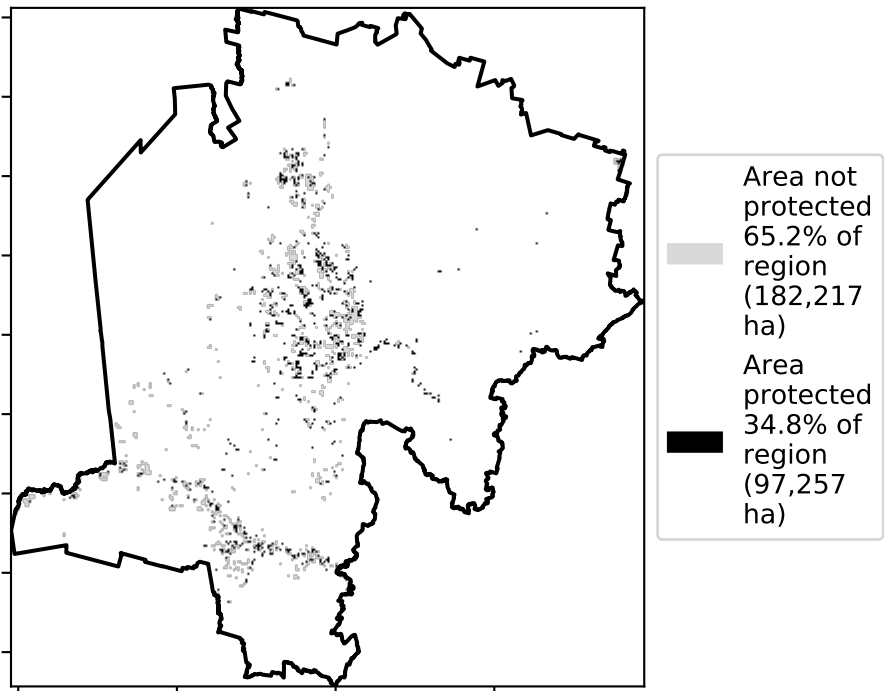 Area not
protected
65.2% of
region
(182,217
ha)
Area
protected
34.8% of
region
(97,257
ha)